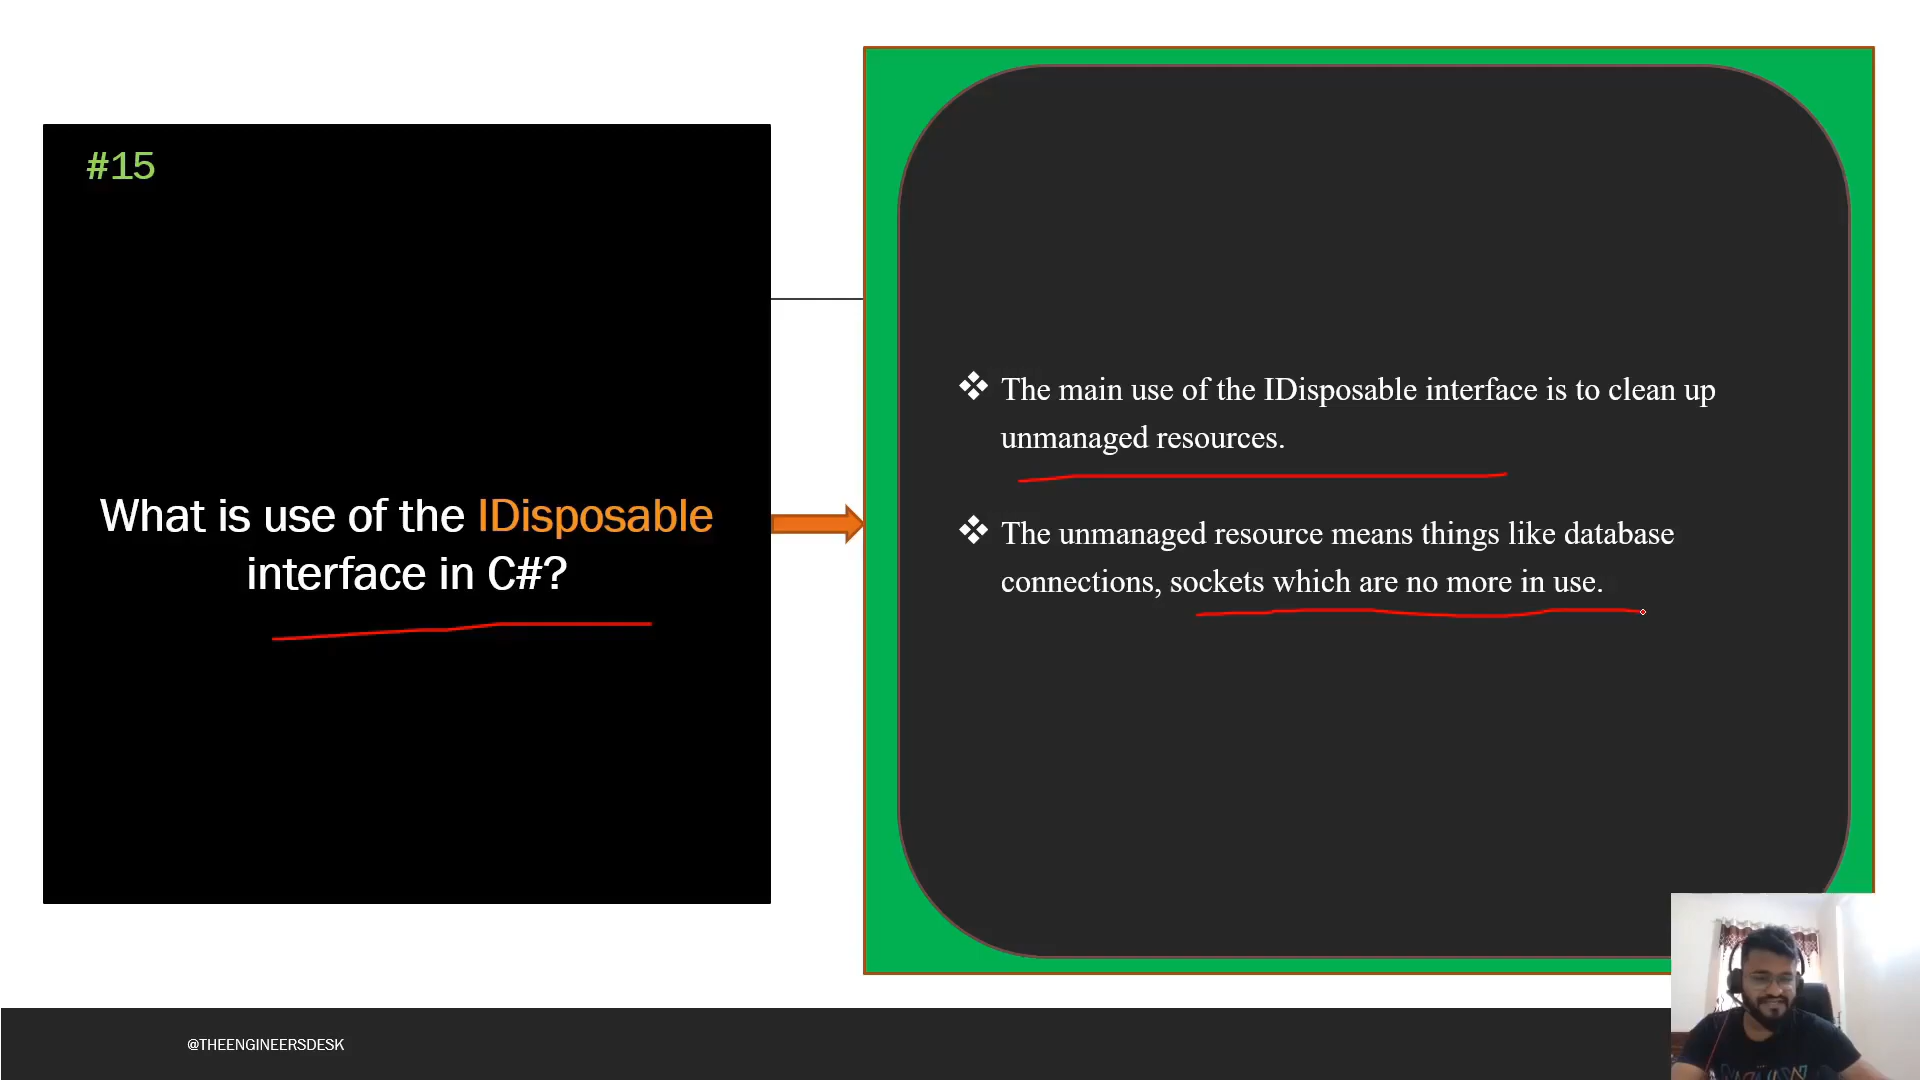 #15
What is use of the IDisposable
interface in C#?
The main use of the IDisposable interface is to clean up
unmanaged resources.
The unmanaged resource means things like database
connections, sockets which are no more in use.
@THEENGINEERSDESK